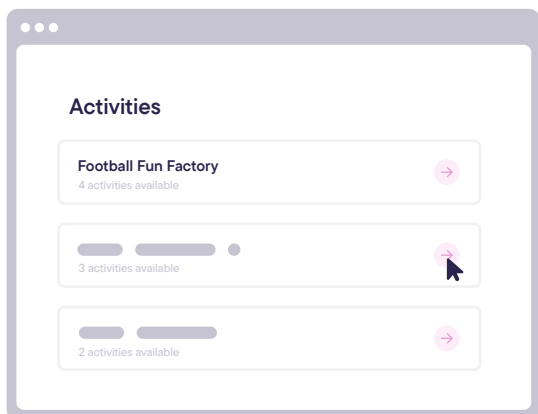 Activities
Football Fun Factory
4 activities available
3 activities available
2 activities available